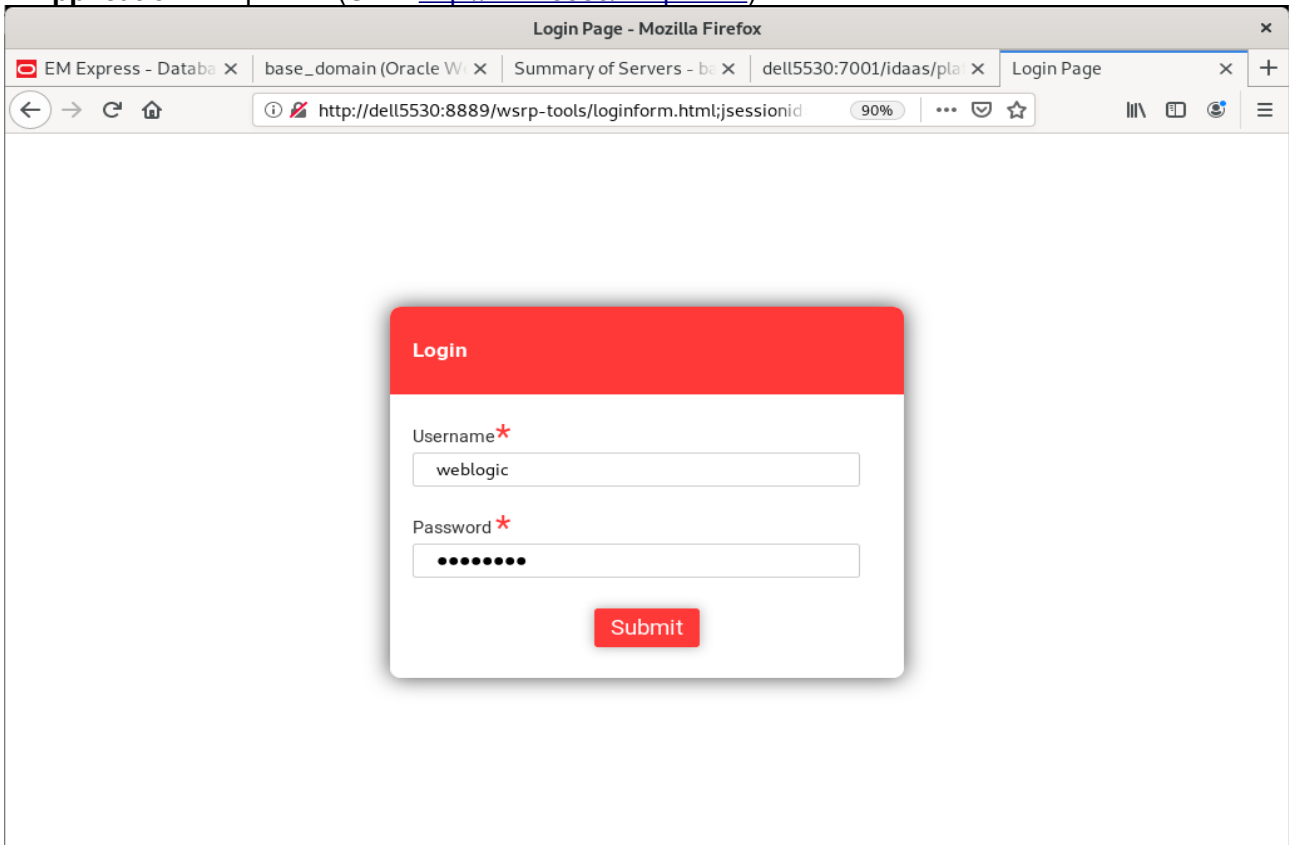 Login Page - Mozilla Firefox
EM Express - Databa base_domain (Oracle W Summary of Servers - ba dell5530:7001/idaas/pla Login Page
http://dell5530:8889/wsrp-tools/loginform.html;jsessionid 90%
Login
Username*
weblogic
Password *
Submit